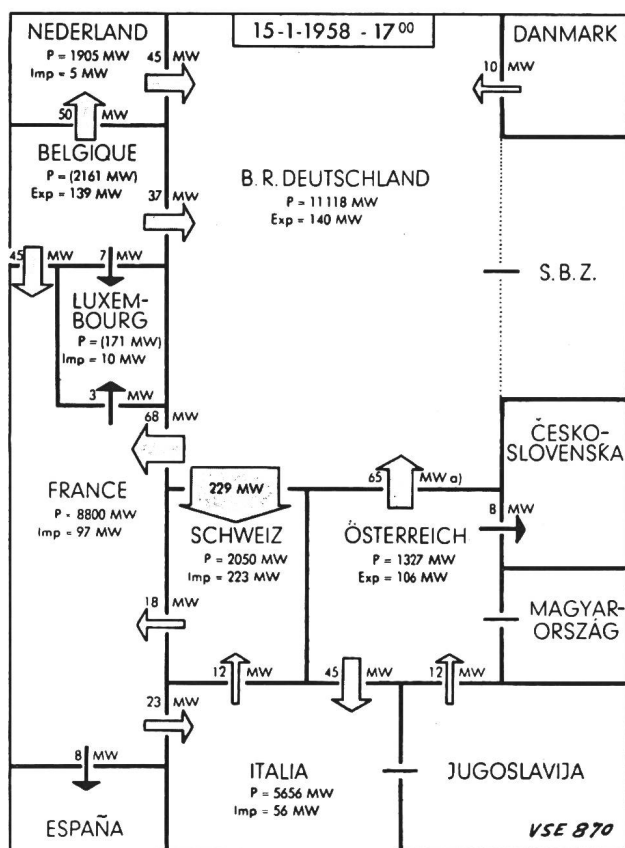 15-1-1958 - 17⁰⁰
NEDERLAND
P = 1905 MW
Imp = 5 MW
45 MW
DANMARK
10 MW
50 MW
BELGIQUE
P = (2161 MW)
Exp = 139 MW
37 MW
B. R. DEUTSCHLAND
P = 11118 MW
Exp = 140 MW
45 MW
7 MW
S. B. Z.
LUXEM-
BOURG
P = (171 MW)
Imp = 10 MW
3 MW
68 MW
ČESKO-
SLOVENSKA
FRANCE
P = 8800 MW
Imp = 97 MW
229 MW
65 MW a)
SCHWEIZ
P = 2050 MW
Imp = 223 MW
ÖSTERREICH
P = 1327 MW
Exp = 106 MW
8 MW
MAGYAR-
ORSZÁG
18 MW
12 MW
45 MW
12 MW
23 MW
8 MW
ITALIA
P = 5656 MW
Imp = 56 MW
JUGOSLAVIJA
ESPAÑA
VSE 870